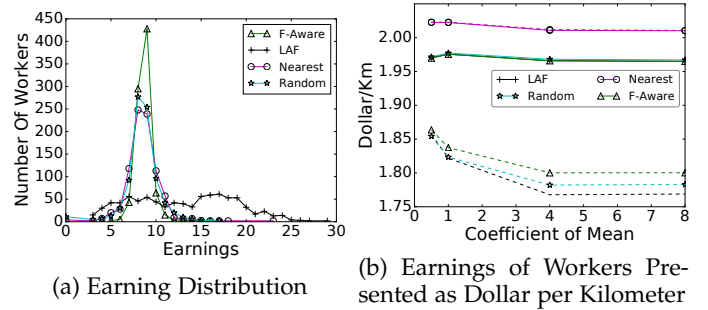 450
400
350
300
250
200
150
100
50
0
Number Of Workers
F-Aware
LAF
Nearest
Random
0 5 10 15 20 25 30
Earnings
(a) Earning Distribution
2.00
1.95
1.90
1.85
1.80
1.75
Dollar/Km
LAF Nearest
Random F-Aware
0 1 2 3 4 5 6 7 8
Coefficient of Mean
(b) Earnings of Workers Pre-
sented as Dollar per Kilometer